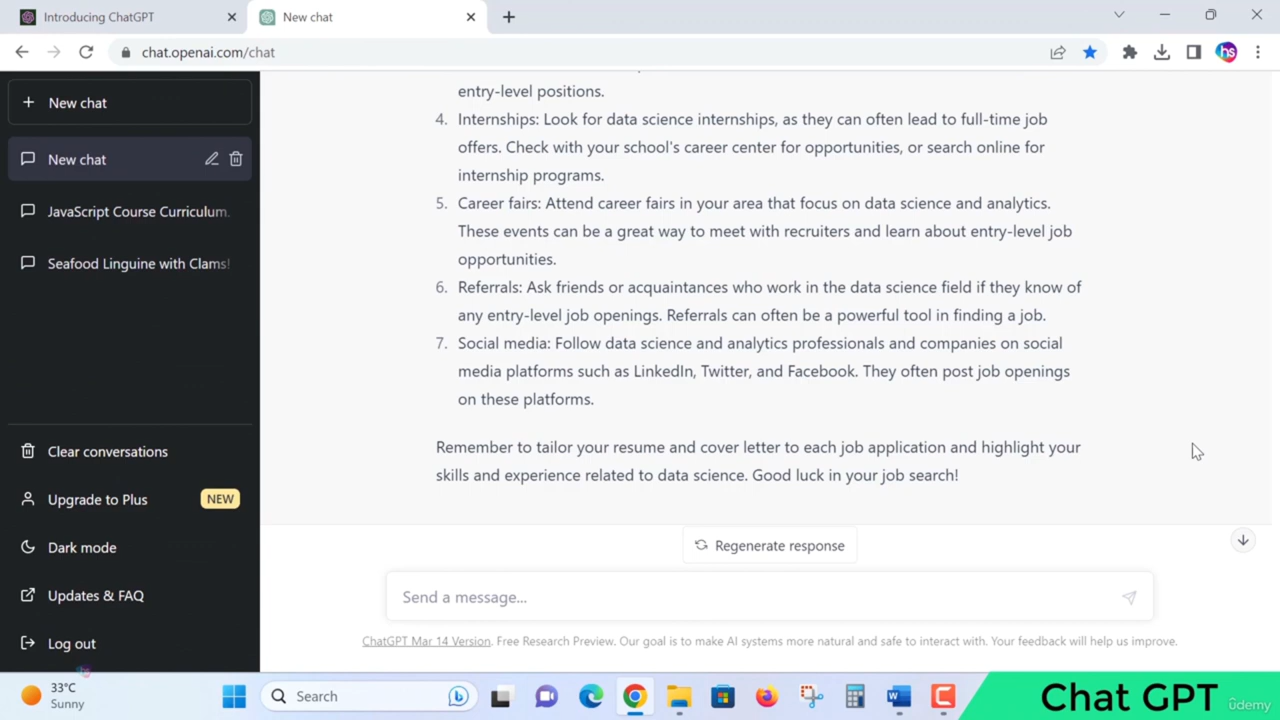 Introducing ChatGPT
New chat
chat.openai.com/chat
hs
New chat
New chat
JavaScript Course Curriculum.
Seafood Linguine with Clams!
Clear conversations
Upgrade to Plus
NEW
Dark mode
Updates & FAQ
Log out
entry-level positions.
4. Internships: Look for data science internships, as they can often lead to full-time job
offers. Check with your school's career center for opportunities, or search online for
internship programs.
5. Career fairs: Attend career fairs in your area that focus on data science and analytics.
These events can be a great way to meet with recruiters and learn about entry-level job
opportunities.
6. Referrals: Ask friends or acquaintances who work in the data science field if they know of
any entry-level job openings. Referrals can often be a powerful tool in finding a job.
7. Social media: Follow data science and analytics professionals and companies on social
media platforms such as LinkedIn, Twitter, and Facebook. They often post job openings
on these platforms.
Remember to tailor your resume and cover letter to each job application and highlight your
skills and experience related to data science. Good luck in your job search!
Regenerate response
Send a message...
ChatGPT Mar 14 Version. Free Research Preview. Our goal is to make AI systems more natural and safe to interact with. Your feedback will help us improve.
hs
33°C
Sunny
Search
Chat GPT
ûdemy